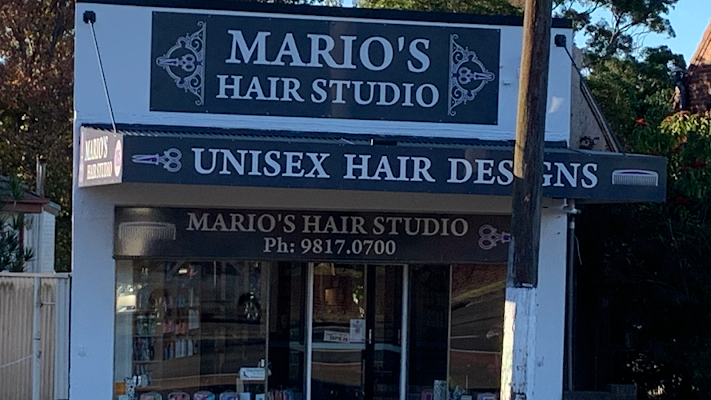 MARIO'S
HAIR STUDIO
MARIO'S
HAIR STUDIO
UNISEX HAIR DESIGNS
MARIO'S HAIR STUDIO
Ph: 9817.0700